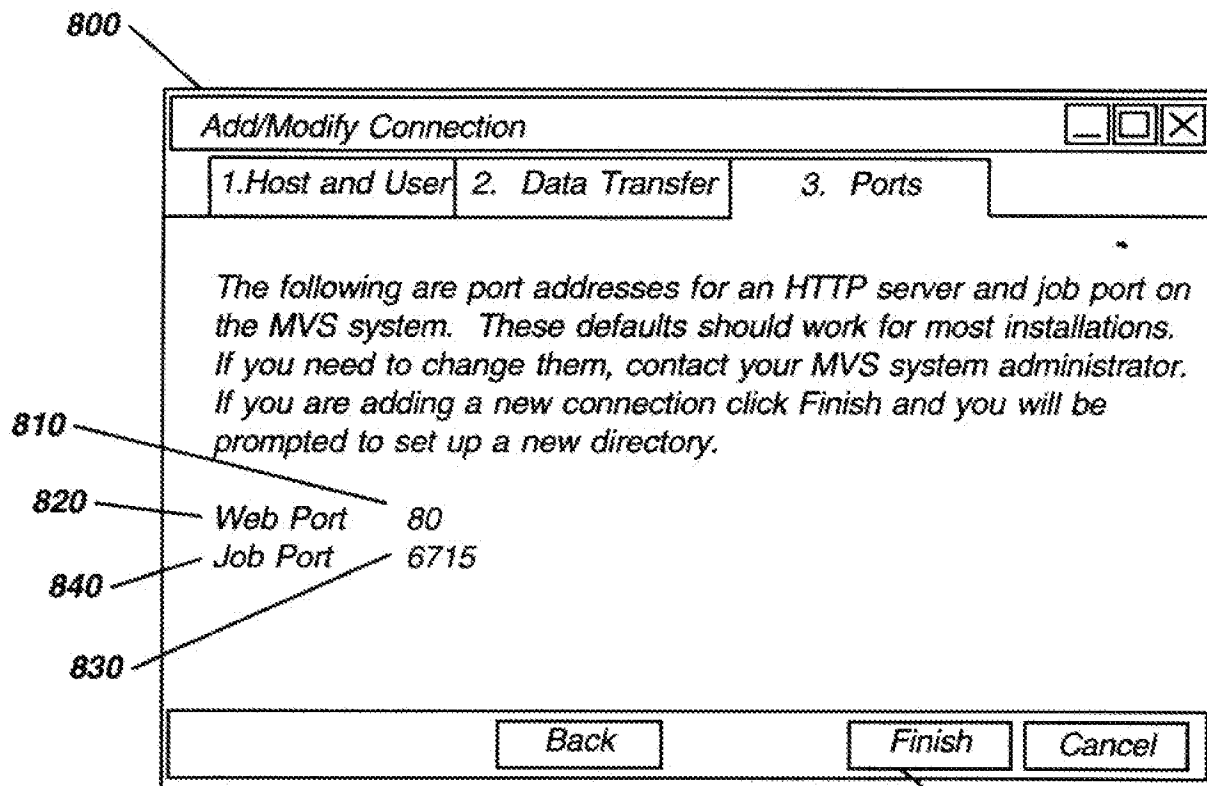 800
Add/Modify Connection
1.Host and User 2. Data Transfer 3. Ports
The following are port addresses for an HTTP server and job port on
the MVS system. These defaults should work for most installations.
If you need to change them, contact your MVS system administrator.
If you are adding a new connection click Finish and you will be
prompted to set up a new directory.
810
820 Web Port 80
840 Job Port 6715
830
Back Finish Cancel